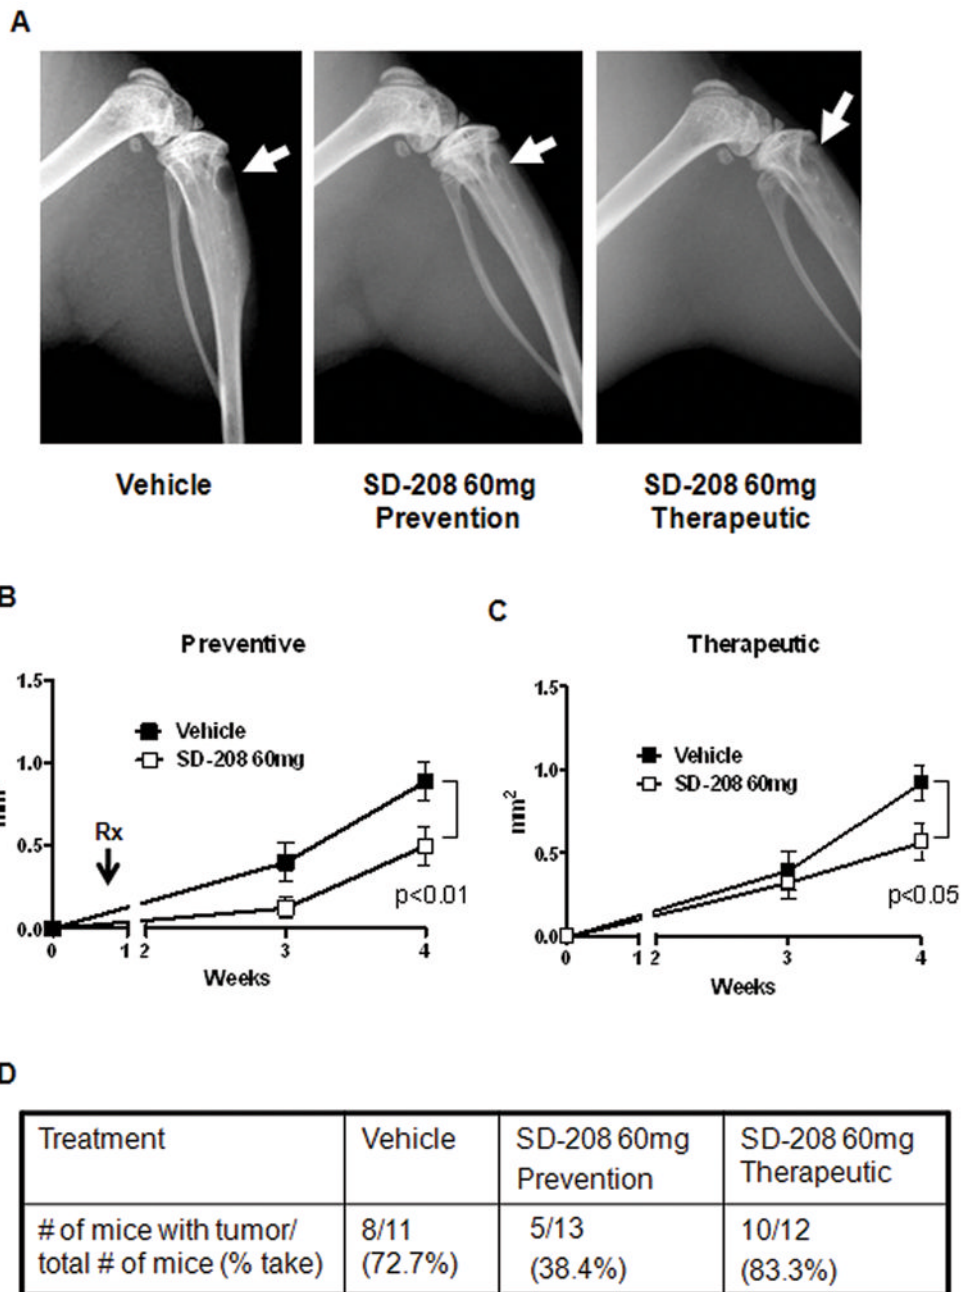 A
Vehicle
SD-208 60mg
Prevention
SD-208 60mg
Therapeutic
B
Preventive
1.5
1.0
0.5
0.0
Vehicle
SD-208 60mg
Rx
p<0.01
0 1 2 3 4
Weeks
C
Therapeutic
mm²
1.5
1.0
0.5
0.0
Vehicle
SD-208 60mg
p<0.05
0 1 2 3 4
Weeks
D
Treatment
Vehicle
SD-208 60mg
Prevention
SD-208 60mg
Therapeutic
# of mice with tumor/
total # of mice (% take)
8/11
(72.7%)
5/13
(38.4%)
10/12
(83.3%)